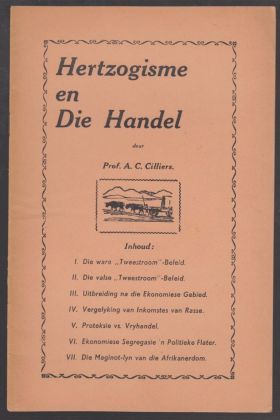 Hertzogisme
en
Die Handel
deur
Prof. A. C. Cilliers.
Inhoud:
I. Die ware „Tweestroom"-Beleid.
II. Die valse „Tweestroom"-Beleid.
III. Uitbreiding na die Ekonomiese Gebied.
IV. Vergelyking van Inkomstes van Rasse.
V. Proteksie vs. Vryhandel.
VI. Ekonomiese Segregasie 'n Politieke Flater.
VII. Die Maginot-lyn van die Afrikanerdom.